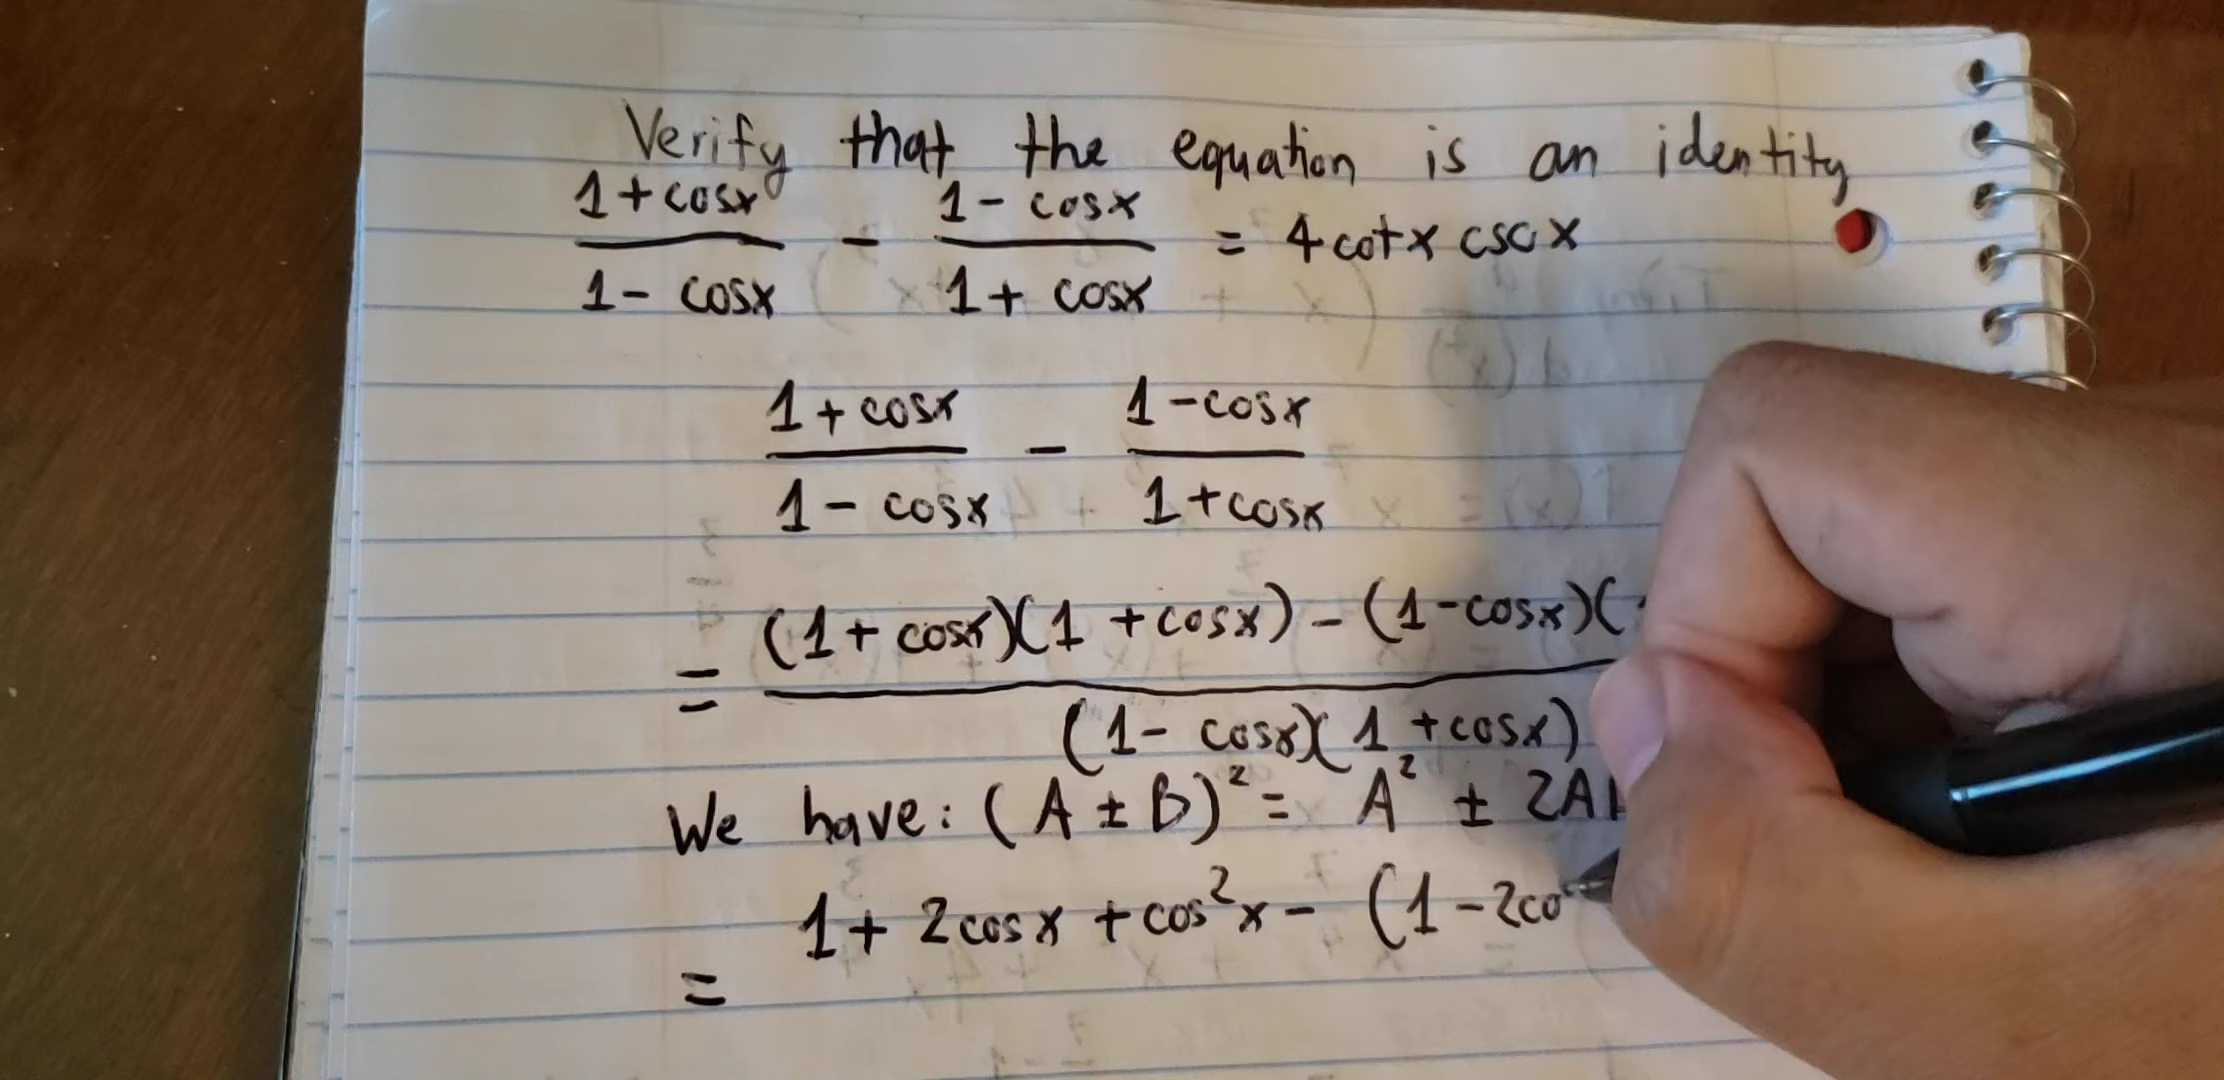 Verify that the equation is an identity
1+cosx / 1-cosx - 1-cosx / 1+cosx = 4cotx cscx
1+cosx / 1-cosx - 1-cosx / 1+cosx
= (1+cosx)(1+cosx)-(1-cosx)( / (1-cosx)(1+cosx)
We have: (A±B)²= A² ± 2A
1+2cosx+cos²x-(1-2co
=